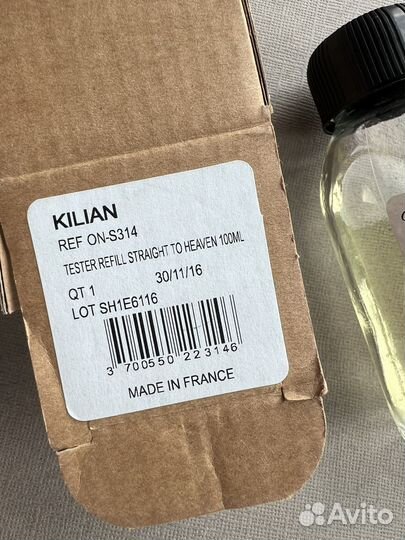 KILIAN
REF ON-S314
TESTER REFILL STRAIGHT TO HEAVEN 100ML
QT 1 30/11/16
LOT SH1E6116
3 700550 223146
MADE IN FRANCE
Avito